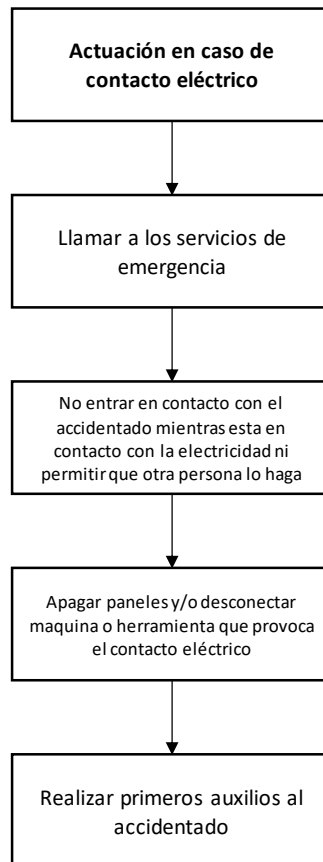 Actuación en caso de
contacto eléctrico
Llamar a los servicios de
emergencia
No entrar en contacto con el
accidentado mientras esta en
contacto con la electricidad ni
permitir que otra persona lo haga
Apagar paneles y/o desconectar
maquina o herramienta que provoca
el contacto eléctrico
Realizar primeros auxilios al
accidentado